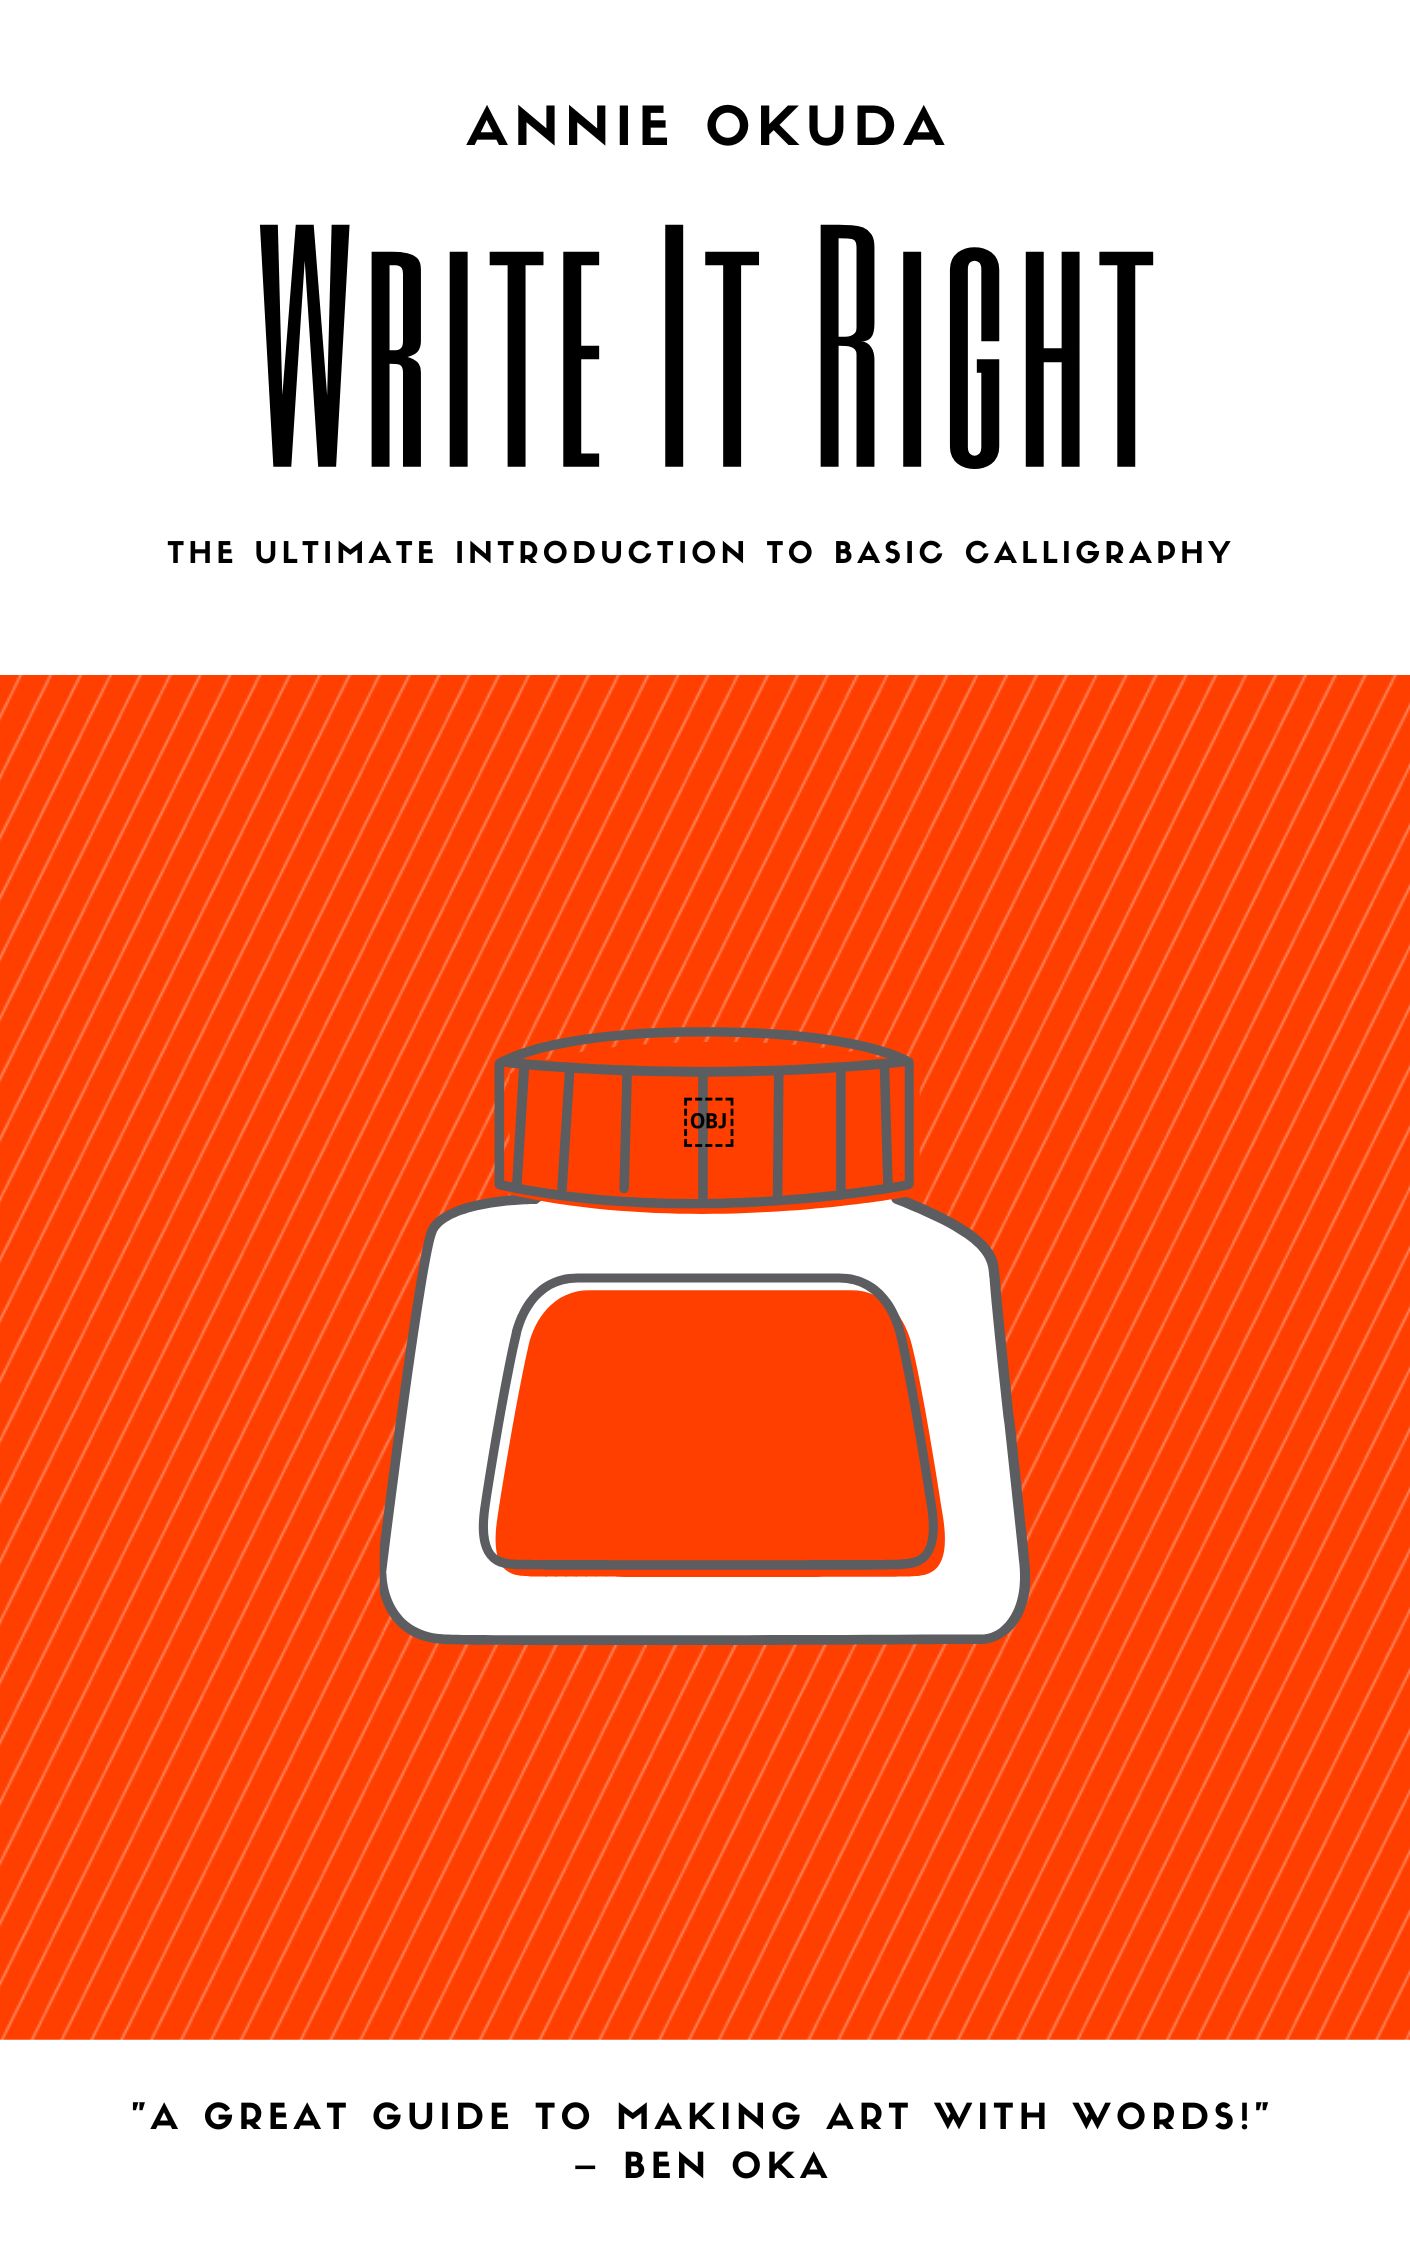 ANNIE OKUDA
WRITE IT RIGHT
THE ULTIMATE INTRODUCTION TO BASIC CALLIGRAPHY
OBJ
"A GREAT GUIDE TO MAKING ART WITH WORDS!"
– BEN OKA